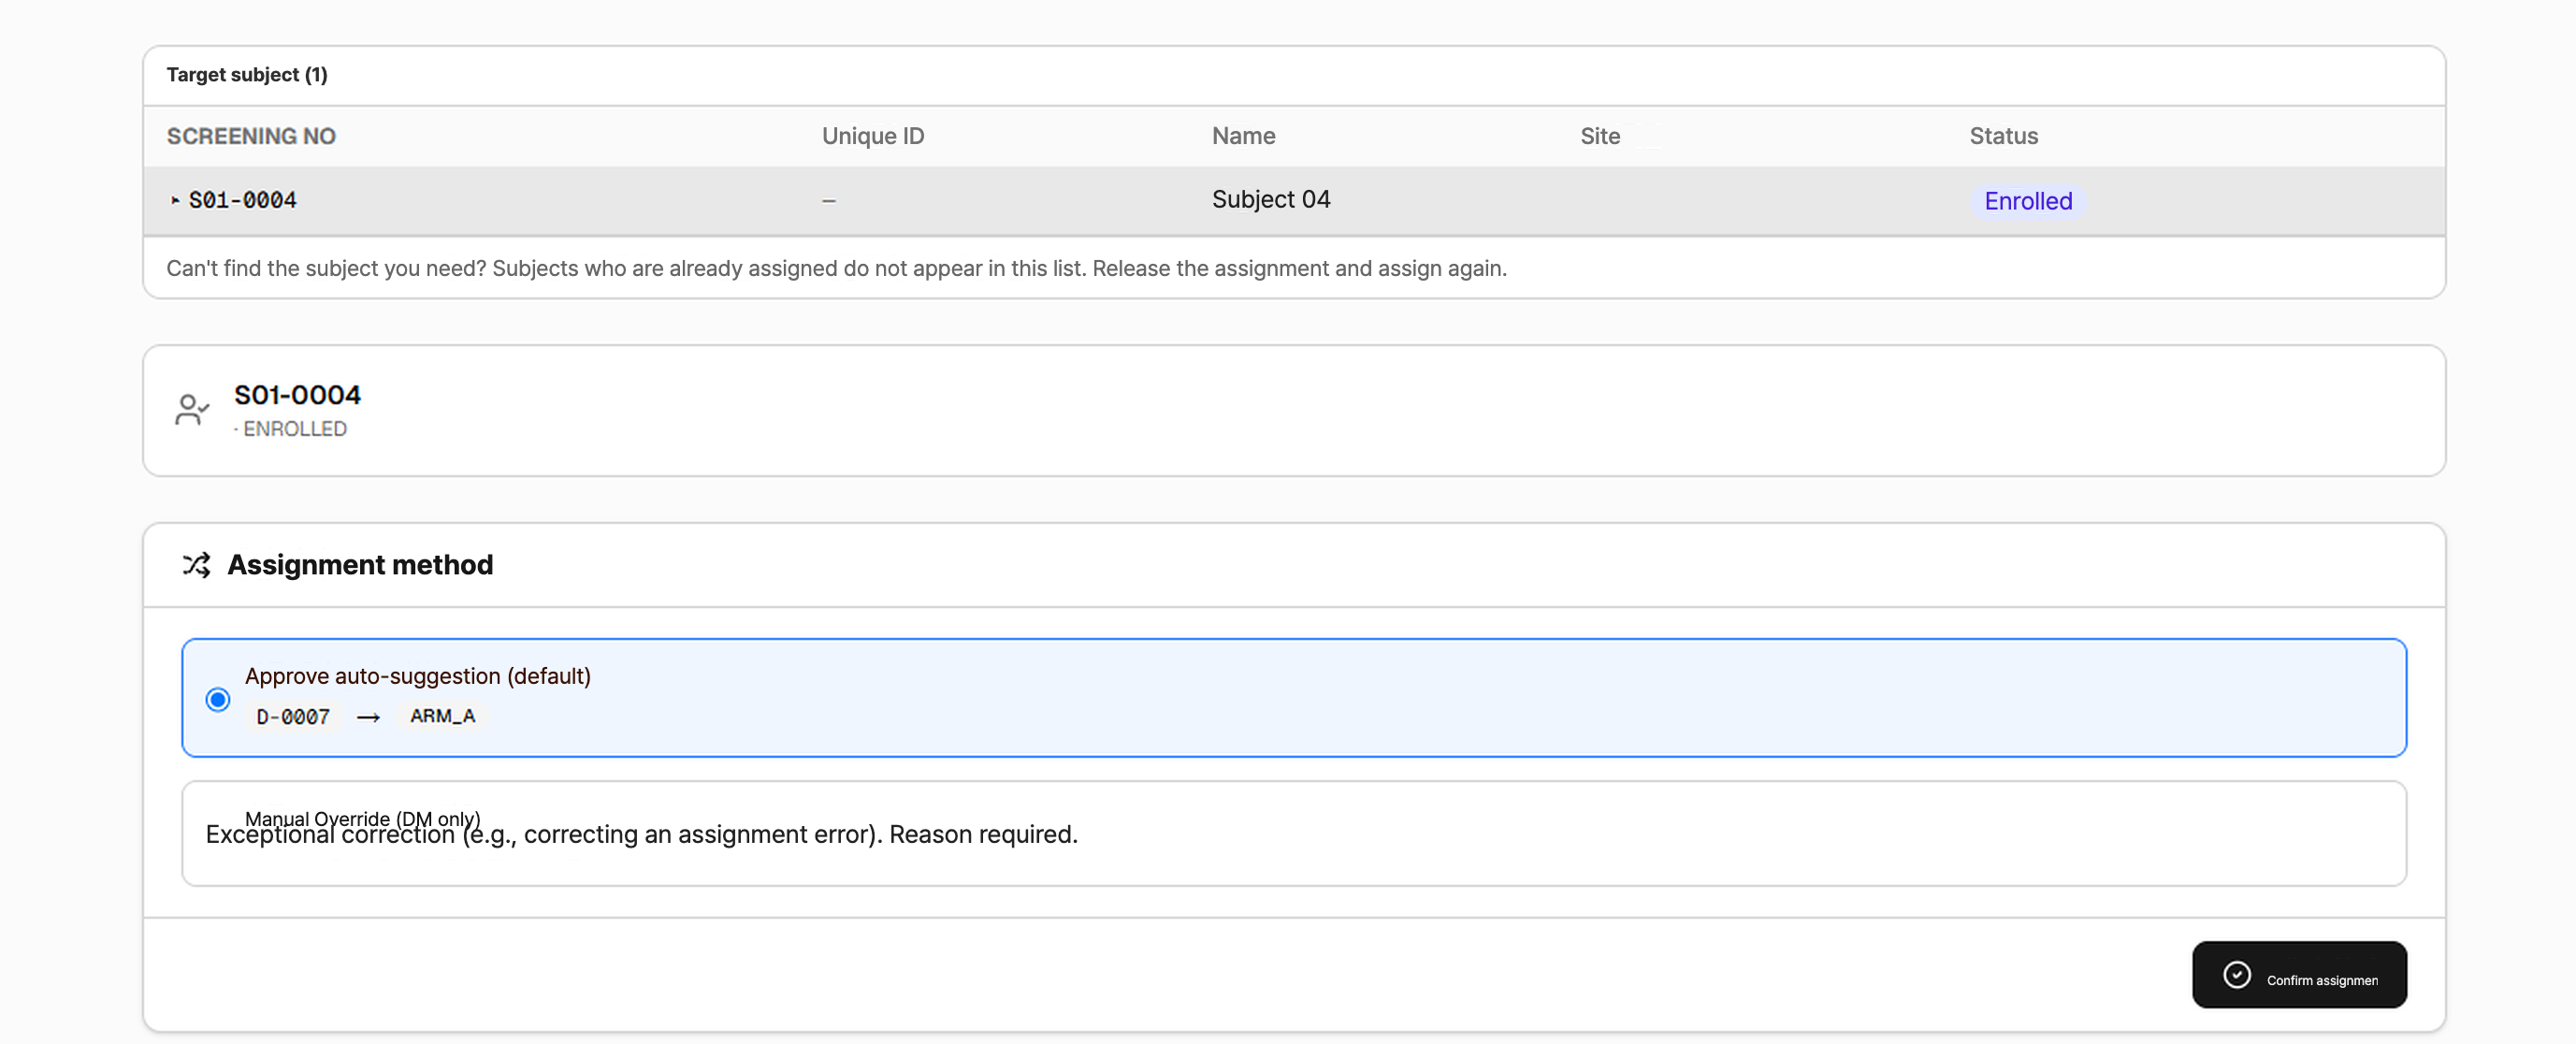 Target subject (1)
SCREENING NO Unique ID Name Site Status
S01-0004 – Subject 04 Enrolled
Can't find the subject you need? Subjects who are already assigned do not appear in this list. Release the assignment and assign again.
S01-0004
· ENROLLED
Assignment method
Approve auto-suggestion (default)
D-0007 → ARM_A
Manual Override (DM only)
Exceptional correction (e.g., correcting an assignment error). Reason required.
Confirm assignmen